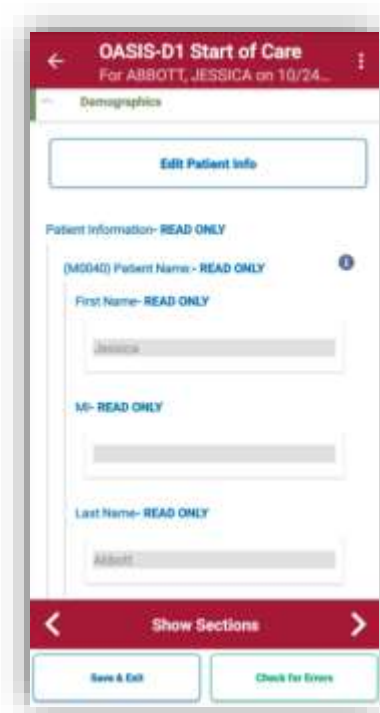 OASIS-D1 Start of Care
For ABBOTT, JESSICA on 10/24...
Demographics
Edit Patient Info
Patient Information- READ ONLY
(M0040) Patient Name:- READ ONLY
First Name- READ ONLY
Jessica
MI- READ ONLY
Last Name- READ ONLY
Abbott
Show Sections
Save & Exit
Check for Errors